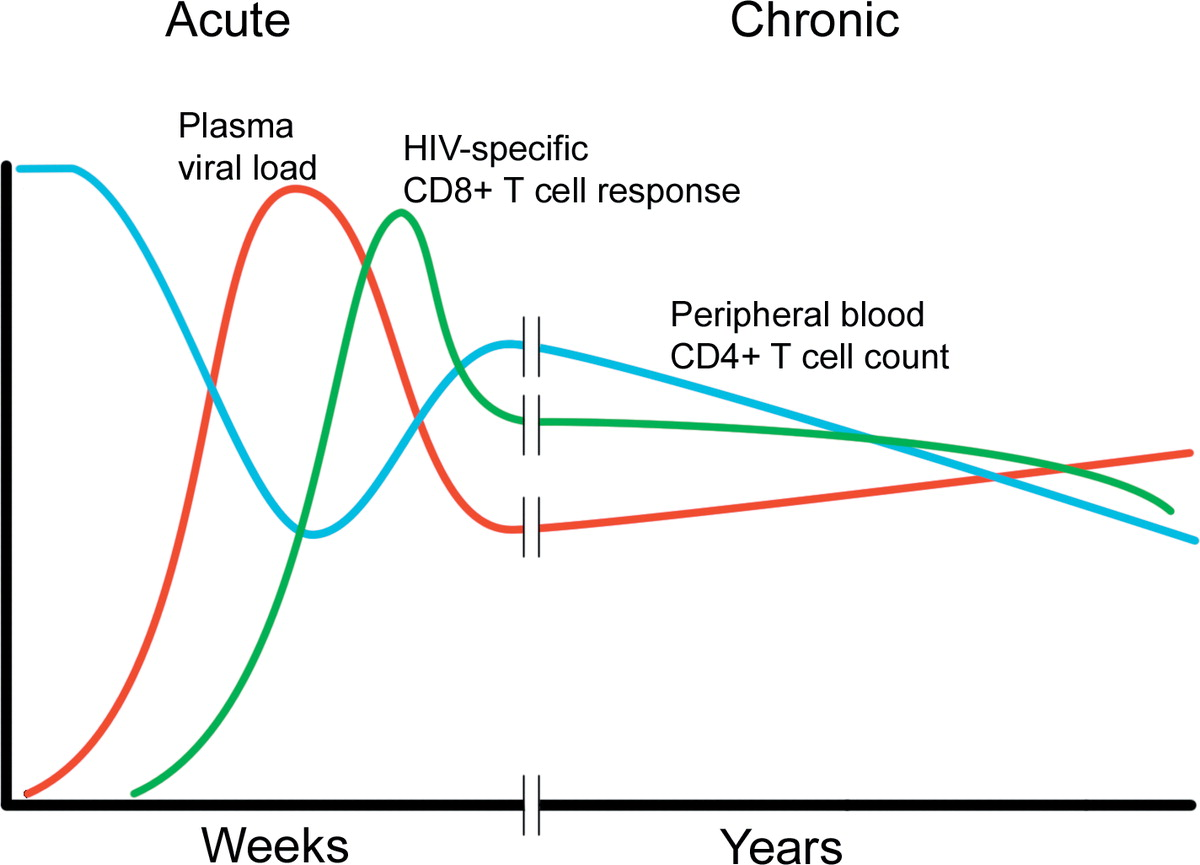 Acute
Chronic
Plasma
viral load
HIV-specific
CD8+ T cell response
Peripheral blood
CD4+ T cell count
Weeks
Years